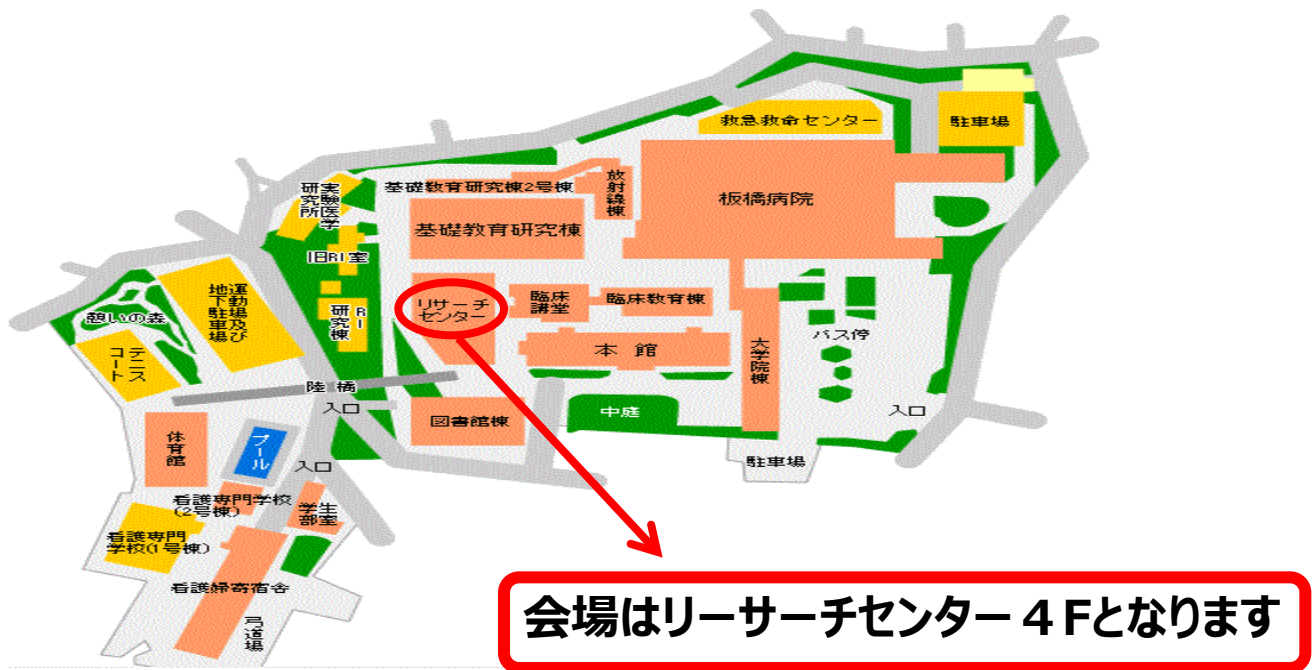 救急救命センター
駐車場
基礎教育研究棟2号棟
放射線棟
板橋病院
実験医学
研究所
基礎教育研究棟
旧RI室
運動場及び
地下駐車場
憩いの森
RI
研究棟
リサーチ
センター
臨床
講堂
臨床教育棟
バス停
本館
大学院棟
テニス
コート
陸橋
入口
図書館棟
中庭
入口
駐車場
体育館
プール
入口
看護専門学校
(2号棟)
学生
部室
看護専門
学校(1号棟)
看護婦寄宿舎
弓道場
会場はリーサーチセンター４Fとなります